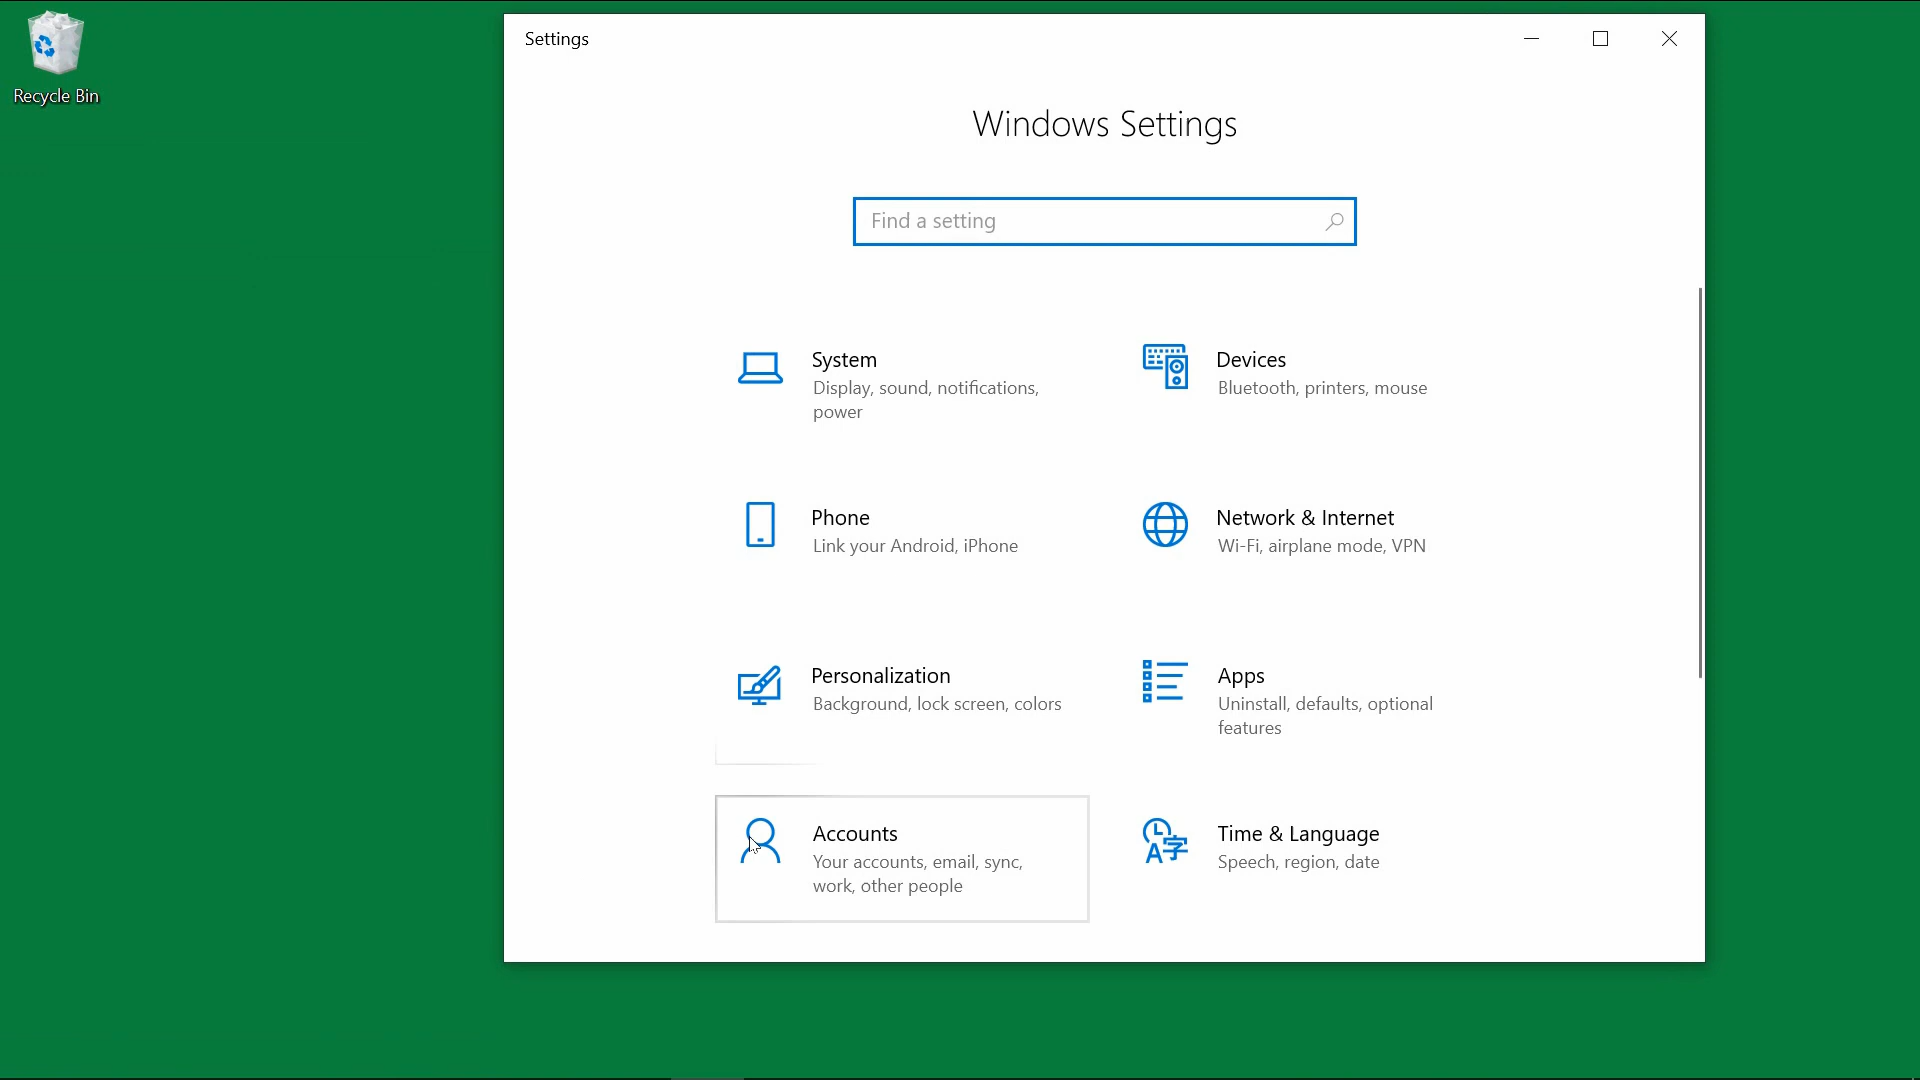 Recycle Bin
Settings
Windows Settings
Find a setting
System
Display, sound, notifications,
power
Devices
Bluetooth, printers, mouse
Phone
Link your Android, iPhone
Network & Internet
Wi-Fi, airplane mode, VPN
Personalization
Background, lock screen, colors
Apps
Uninstall, defaults, optional
features
Accounts
Your accounts, email, sync,
work, other people
Time & Language
Speech, region, date